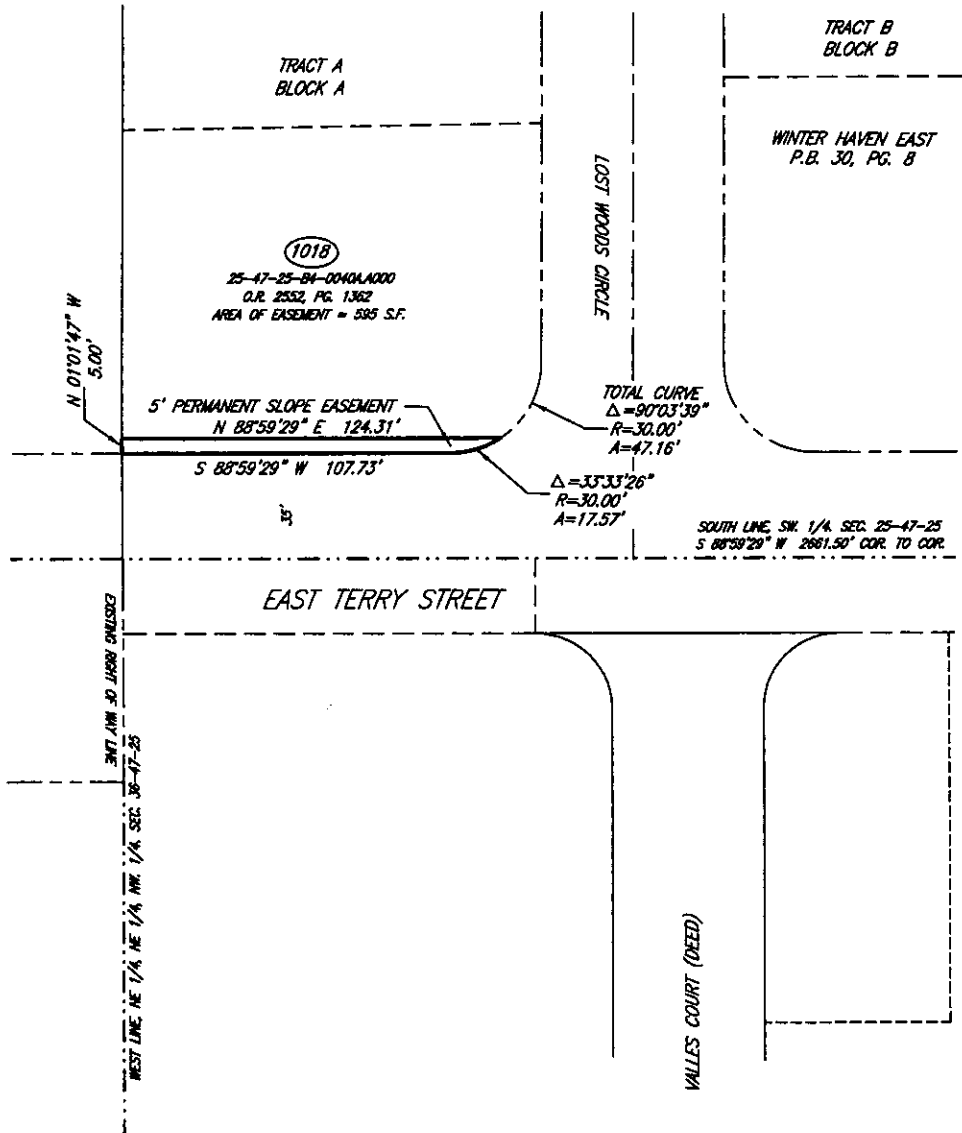 TRACT A
BLOCK A
TRACT B
BLOCK B
WINTER HAVEN EAST
P.B. 30, PG. 8
LOST WOODS CIRCLE
1018
25-47-25-B4-0040A.A000
O.R. 2552, PG. 1362
AREA OF EASEMENT = 595 S.F.
N 01°01'47" W
5.00'
5' PERMANENT SLOPE EASEMENT
N 88°59'29" E 124.31'
S 88°59'29" W 107.73'
TOTAL CURVE
Δ=90°03'39"
R=30.00'
A=47.16'
Δ=33°33'26"
R=30.00'
A=17.57'
35'
SOUTH LINE, SW. 1/4. SEC. 25-47-25
S 88°59'29" W 2661.50' COR. TO COR.
EAST TERRY STREET
EXISTING RIGHT OF WAY LINE
WEST LINE, NE 1/4, NE 1/4, NW. 1/4. SEC. 36-47-25
VALLES COURT (DEED)